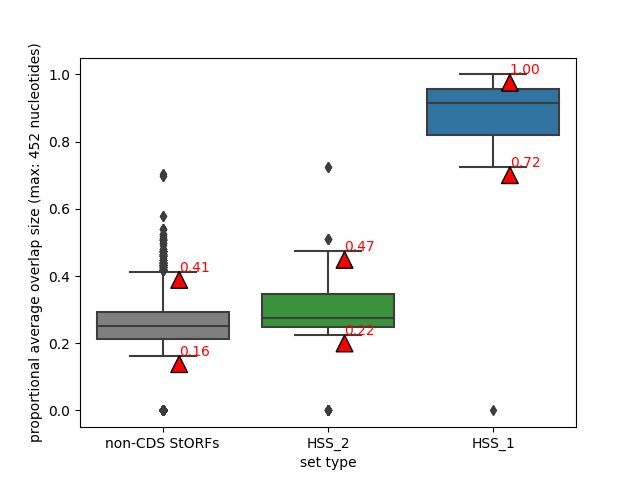 proportional average overlap size (max: 452 nucleotides)
1.0
0.8
0.6
0.4
0.2
0.0
1.00
0.72
0.47
0.41
0.22
0.16
non-CDS StORFs
HSS_2
HSS_1
set type